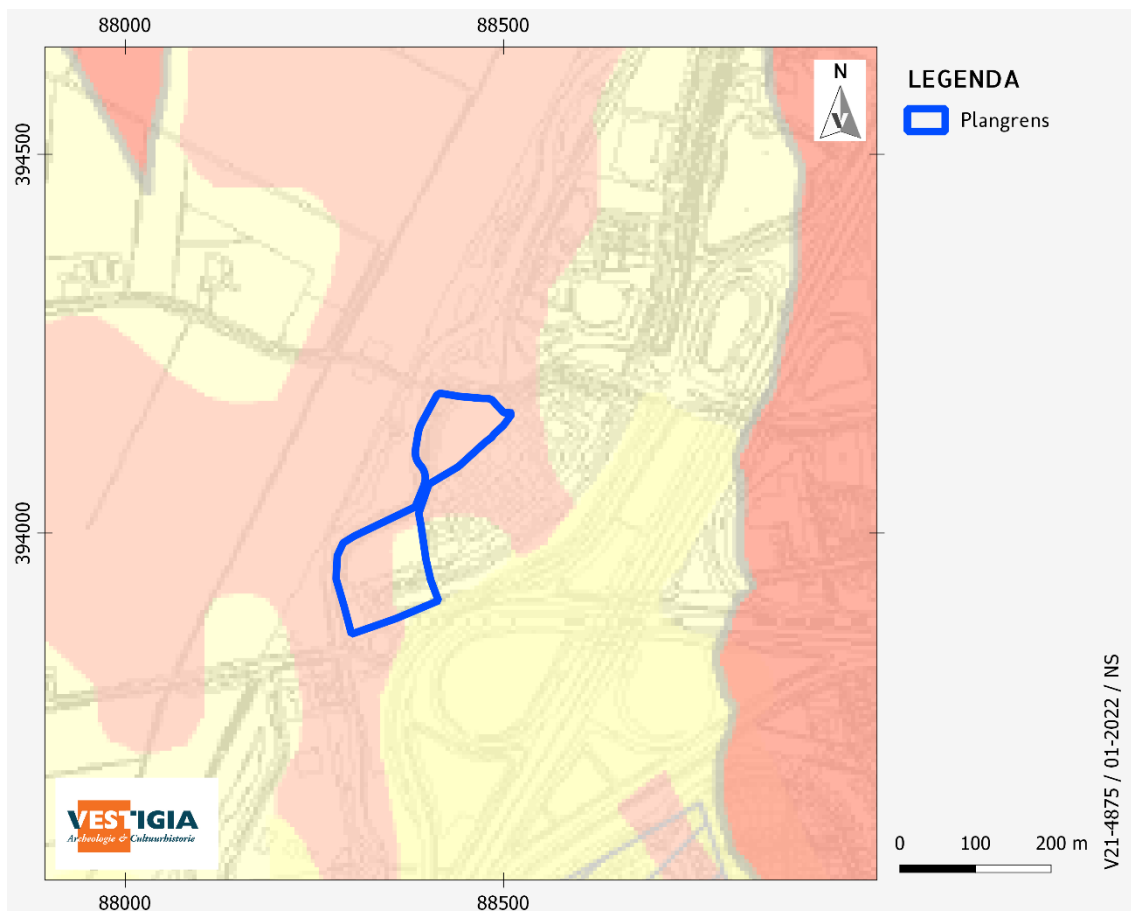 88000
88500
394500
394000
N
V
LEGENDA
Plangrens
VESTIGIA
Archeologie & Cultuurhistorie
88000
88500
0
100
200 m
V21-4875 / 01-2022 / NS